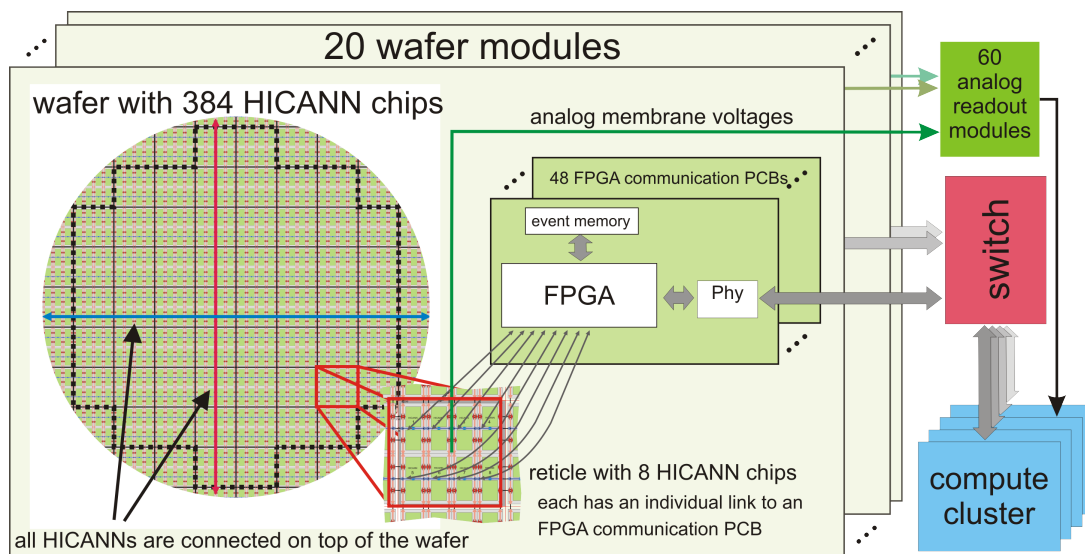 20 wafer modules
wafer with 384 HICANN chips
analog membrane voltages
60
analog
readout
modules
48 FPGA communication PCBs
event memory
FPGA
Phy
switch
reticle with 8 HICANN chips
each has an individual link to an
FPGA communication PCB
all HICANNs are connected on top of the wafer
compute
cluster